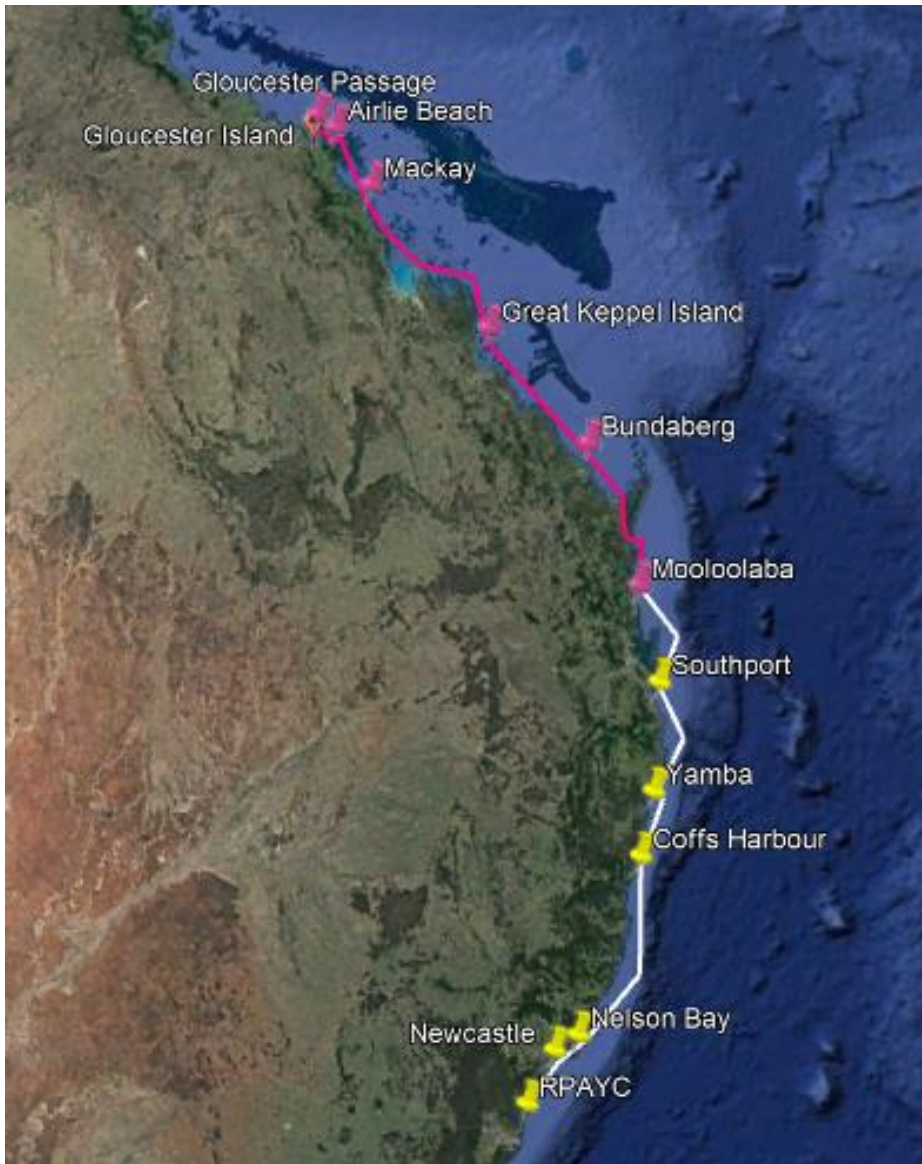 Gloucester Passage
Airlie Beach
Gloucester Island
Mackay
Great Keppel Island
Bundaberg
Mooloolaba
Southport
Yamba
Coffs Harbour
Nelson Bay
Newcastle
RPAYC